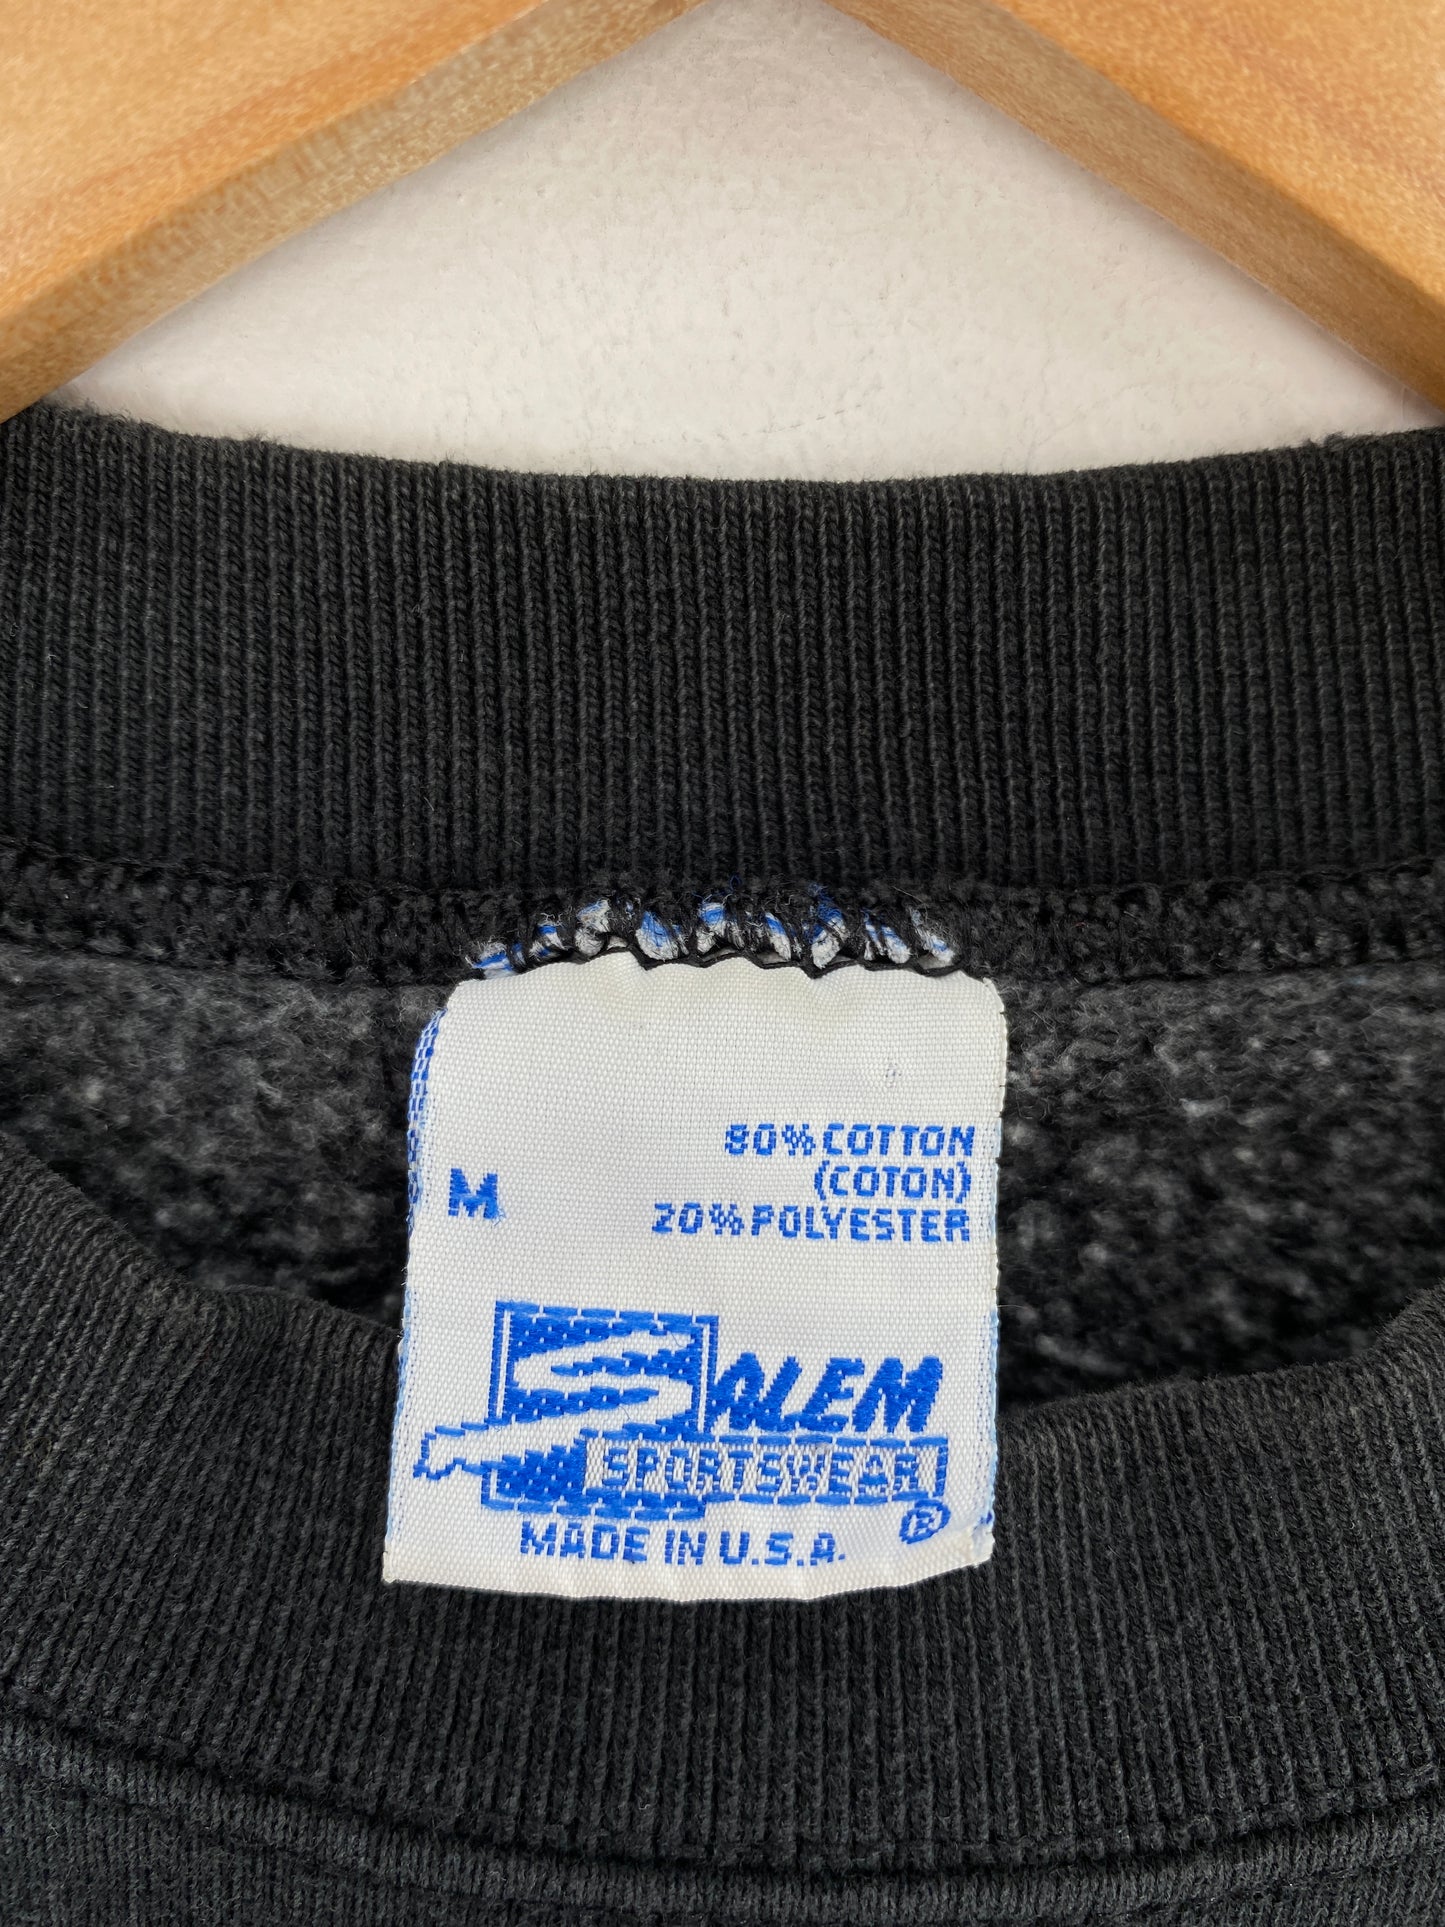 80% COTTON
(COTON)
M
20% POLYESTER
SALEM
SPORTSWEAR
®
MADE IN U.S.A.